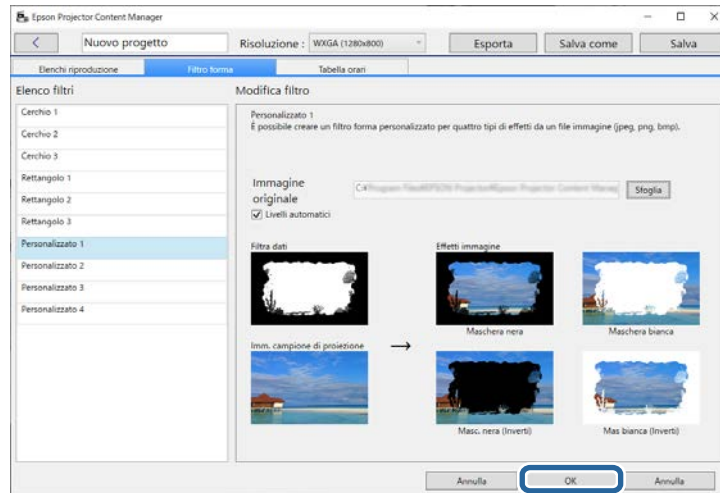 Epson Projector Content Manager
Nuovo progetto
Risoluzione :
WXGA (1280x800)
Esporta
Salva come
Salva
Elenchi riproduzione
Filtro forma
Tabella orari
Elenco filtri
Modifica filtro
Cerchio 1
Cerchio 2
Cerchio 3
Rettangolo 1
Rettangolo 2
Rettangolo 3
Personalizzato 1
Personalizzato 2
Personalizzato 3
Personalizzato 4
Personalizzato 1
È possibile creare un filtro forma personalizzato per quattro tipi di effetti da un file immagine (jpeg, png, bmp).
Immagine
originale
Sfoglia
Livelli automatici
Filtra dati
Effetti immagine
Maschera nera
Maschera bianca
Imm. campione di proiezione
→
Masc. nera (Inverti)
Mas bianca (Inverti)
Annulla
OK
Annulla